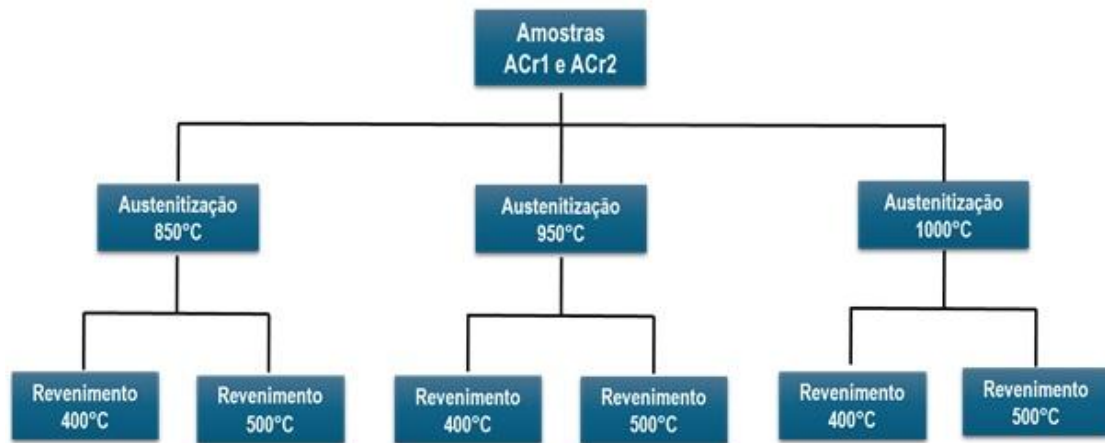 Amostras
ACr1 e ACr2
Austenitização
850°C
Austenitização
950°C
Austenitização
1000°C
Revenimento
400°C
Revenimento
500°C
Revenimento
400°C
Revenimento
500°C
Revenimento
400°C
Revenimento
500°C